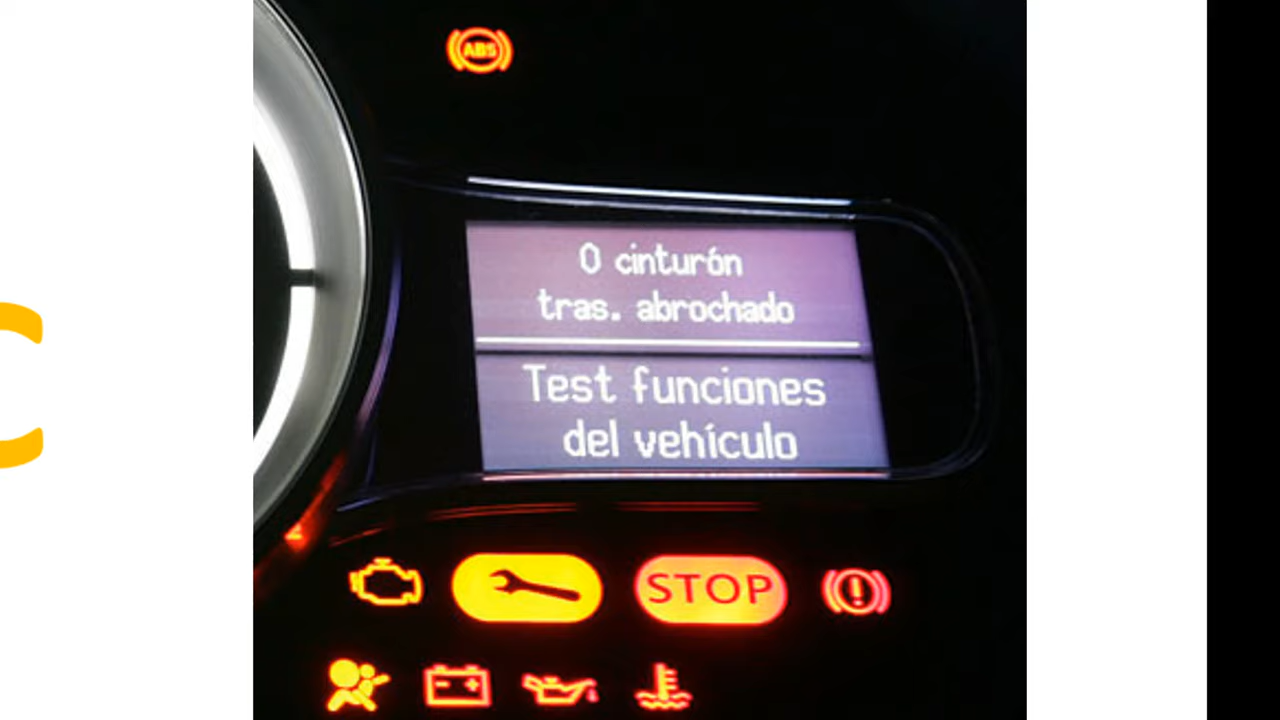 ABS
0 cinturón
tras. abrochado
Test funciones
del vehículo
STOP